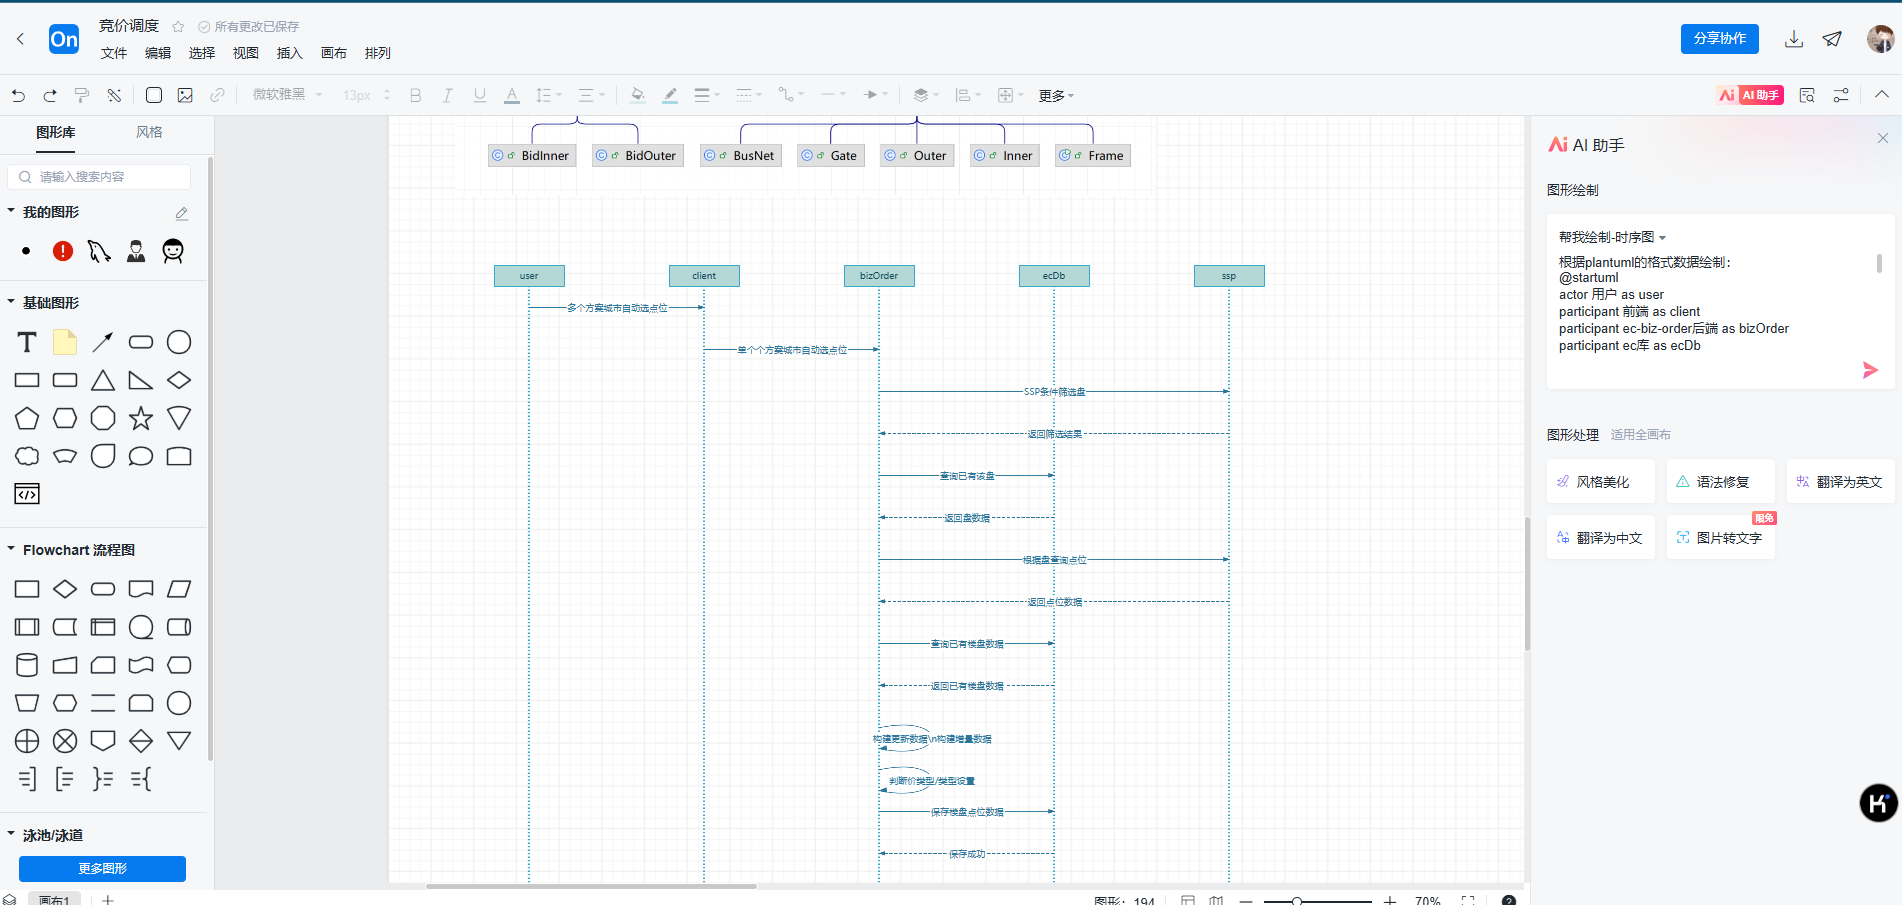 On
竞价调度
所有更改已保存
文件 编辑 选择 视图 插入 画布 排列
分享协作
微软雅黑 13px B I U A 更多
Ai AI 助手
图形库 风格
请输入搜索内容
我的图形
基础图形
T
Flowchart 流程图
泳池/泳道
更多图形
画布1
C BidInner C BidOuter C BusNet C Gate C Outer C Inner Frame
user client bizOrder ecDb ssp
多个方案城市自动选点位
单个个方案城市自动选点位
SSP条件筛选盘
返回筛选结果
查询已有该盘
返回盘数据
根据盘查询点位
返回点位数据
查询已有楼盘数据
返回已有楼盘数据
构建更新数据\n构建增量数据
判断价类型/类型设置
保存楼盘点位数据
保存成功
图形: 194
70%
Ai AI 助手
图形绘制
帮我绘制-时序图
根据plantuml的格式数据绘制：
@startuml
actor 用户 as user
participant 前端 as client
participant ec-biz-order后端 as bizOrder
participant ec库 as ecDb
图形处理 适用全画布
风格美化 语法修复 翻译为英文
限免
翻译为中文 图片转文字
K